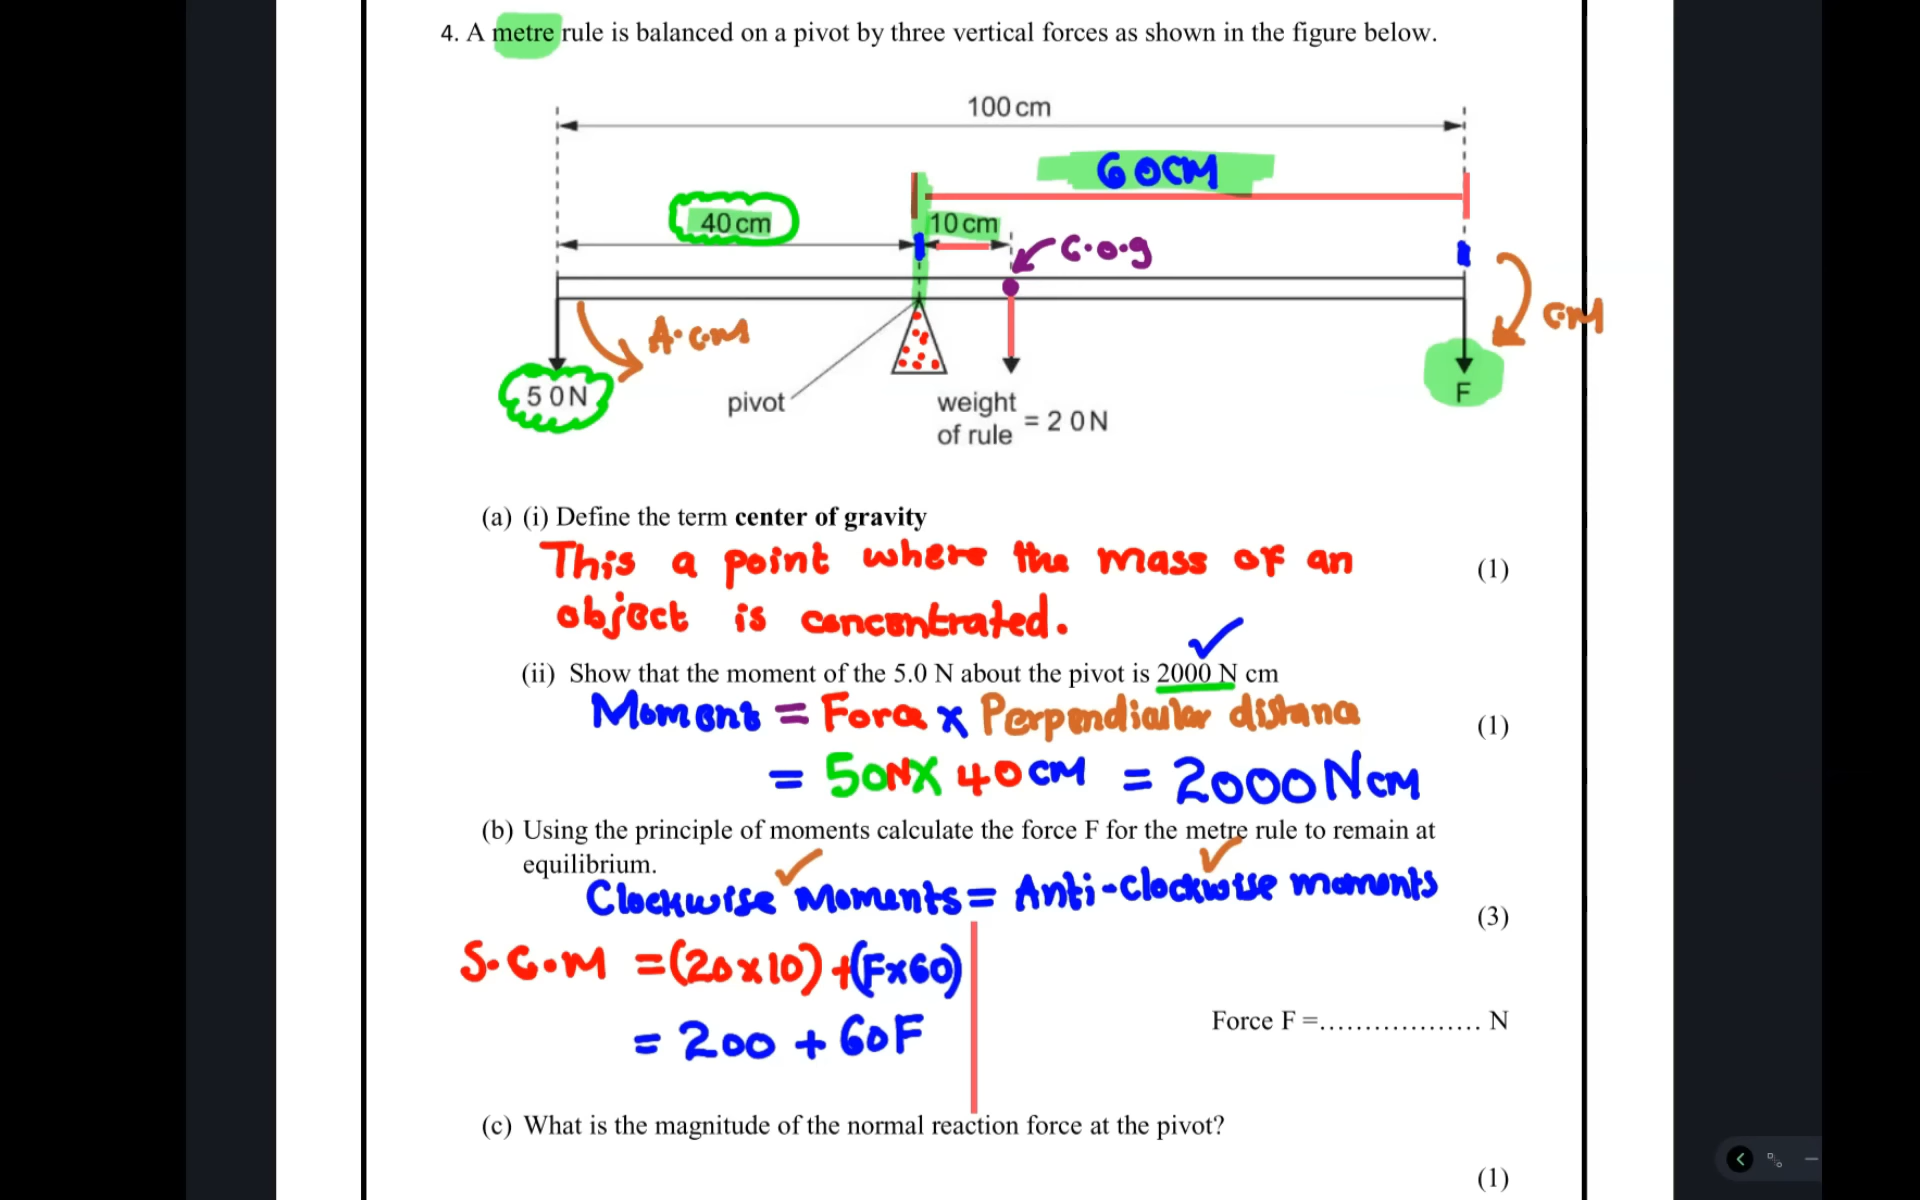 4. A metre rule is balanced on a pivot by three vertical forces as shown in the figure below.
100 cm
60CM
40 cm
10 cm
C.O.g
A.C.M
CM
5 0N
pivot
weight of rule = 2 0N
F
(a) (i) Define the term center of gravity
This a point where the mass of an
(1)
object is concentrated.
(ii) Show that the moment of the 5.0 N about the pivot is 2000 N cm
Moment = Force x Perpendicular distance
(1)
= 50N X 40 CM = 2000 NCM
(b) Using the principle of moments calculate the force F for the metre rule to remain at
equilibrium.
Clockwise Moments = Anti-clockwise moments
(3)
S.C.M = (20x10) + (Fx60)
Force F =.................. N
= 200 + 60F
(c) What is the magnitude of the normal reaction force at the pivot?
(1)